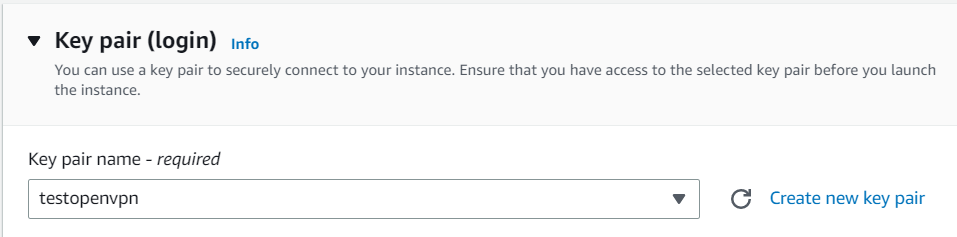 Key pair (login) Info
You can use a key pair to securely connect to your instance. Ensure that you have access to the selected key pair before you launch
the instance.
Key pair name - required
testopenvpn
Create new key pair